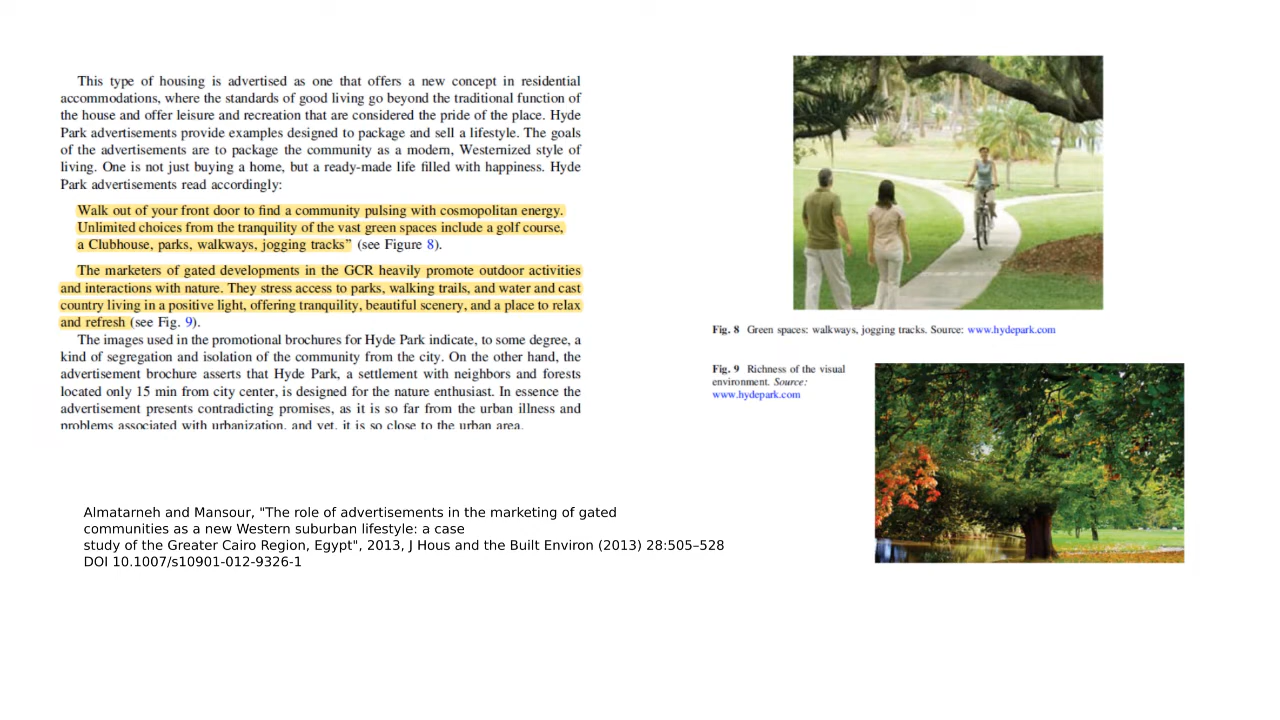 This type of housing is advertised as one that offers a new concept in residential
accommodations, where the standards of good living go beyond the traditional function of
the house and offer leisure and recreation that are considered the pride of the place. Hyde
Park advertisements provide examples designed to package and sell a lifestyle. The goals
of the advertisements are to package the community as a modern, Westernized style of
living. One is not just buying a home, but a ready-made life filled with happiness. Hyde
Park advertisements read accordingly:
Walk out of your front door to find a community pulsing with cosmopolitan energy.
Unlimited choices from the tranquility of the vast green spaces include a golf course,
a Clubhouse, parks, walkways, jogging tracks” (see Figure 8).
The marketers of gated developments in the GCR heavily promote outdoor activities
and interactions with nature. They stress access to parks, walking trails, and water and cast
country living in a positive light, offering tranquility, beautiful scenery, and a place to relax
and refresh (see Fig. 9).
The images used in the promotional brochures for Hyde Park indicate, to some degree, a
kind of segregation and isolation of the community from the city. On the other hand, the
advertisement brochure asserts that Hyde Park, a settlement with neighbors and forests
located only 15 min from city center, is designed for the nature enthusiast. In essence the
advertisement presents contradicting promises, as it is so far from the urban illness and
problems associated with urbanization, and yet, it is so close to the urban area.
Fig. 8 Green spaces: walkways, jogging tracks. Source: www.hydepark.com
Fig. 9 Richness of the visual
environment. Source:
www.hydepark.com
Almatarneh and Mansour, "The role of advertisements in the marketing of gated
communities as a new Western suburban lifestyle: a case
study of the Greater Cairo Region, Egypt", 2013, J Hous and the Built Environ (2013) 28:505–528
DOI 10.1007/s10901-012-9326-1